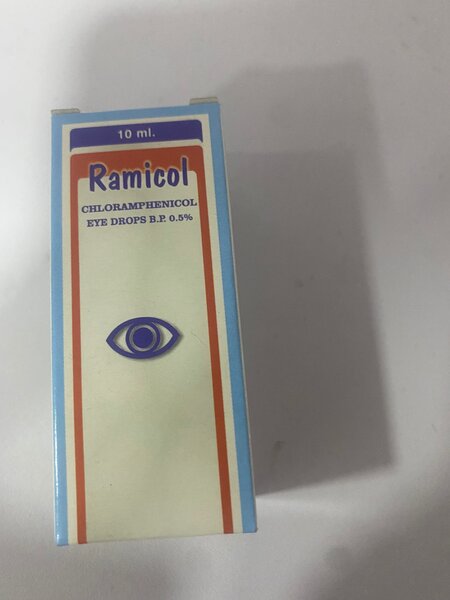 10 ml.
Ramicol
CHLORAMPHENICOL
EYE DROPS B.P. 0.5%